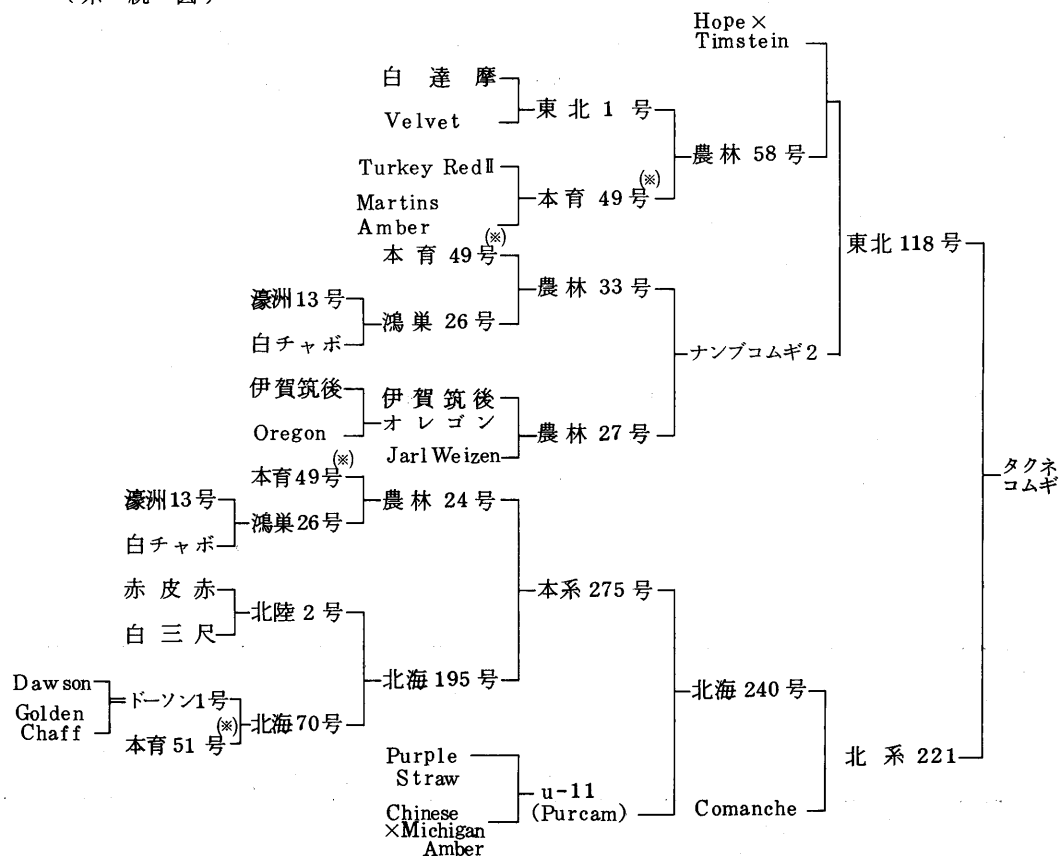 (系統図)
Hope×
Timstein
白達摩
東北1号
Velvet
農林58号
Turkey RedⅡ
(※)
本育49号
Martins
Amber
(※)
本育49号
東北118号
農林33号
濠洲13号
鴻巣26号
白チャボ
ナンブコムギ2
伊賀筑後
伊賀筑後
オレゴン
Oregon
農林27号
Jarl Weizen
(※)
本育49号
タクネ
コムギ
濠洲13号
農林24号
鴻巣26号
白チャボ
赤皮赤
本系275号
北陸2号
白三尺
北海195号
Dawson
Golden
Chaff
ドーソン1号
北海240号
(※)
北海70号
本育51号
北系221
Purple
Straw
u-11
(Purcam)
Comanche
Chinese
×Michigan
Amber